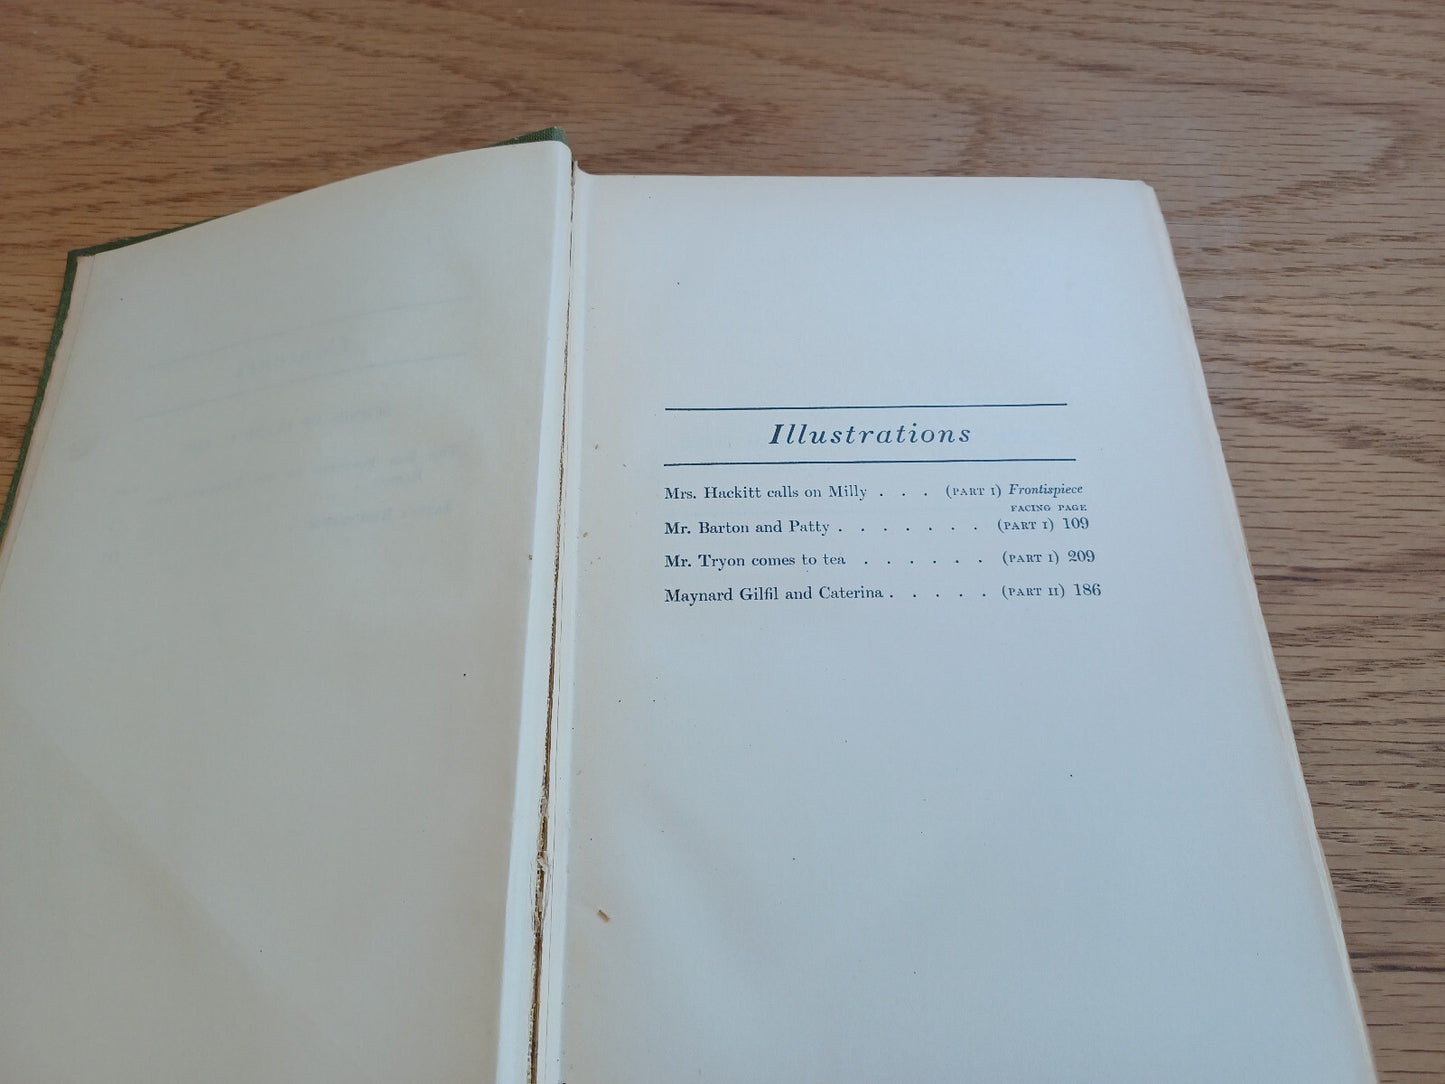 Illustrations
Mrs. Hackitt calls on Milly . . . (PART I) Frontispiece
FACING PAGE
Mr. Barton and Patty . . . . . . . (PART I) 109
Mr. Tryon comes to tea . . . . . . (PART I) 209
Maynard Gilfil and Caterina . . . . . (PART II) 186